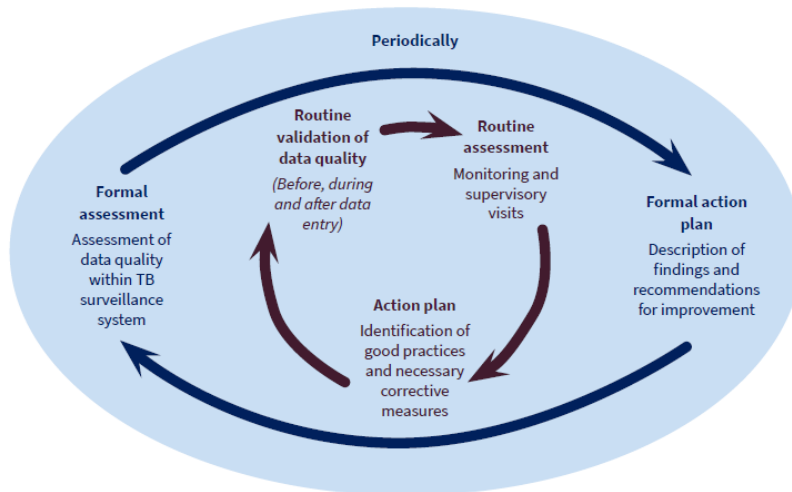 Periodically
Routine
validation of
data quality
(Before, during
and after data
entry)
Routine
assessment
Monitoring and
supervisory
visits
Formal
assessment
Assessment of
data quality
within TB
surveillance
system
Formal action
plan
Description of
findings and
recommendations
for improvement
Action plan
Identification of
good practices
and necessary
corrective
measures